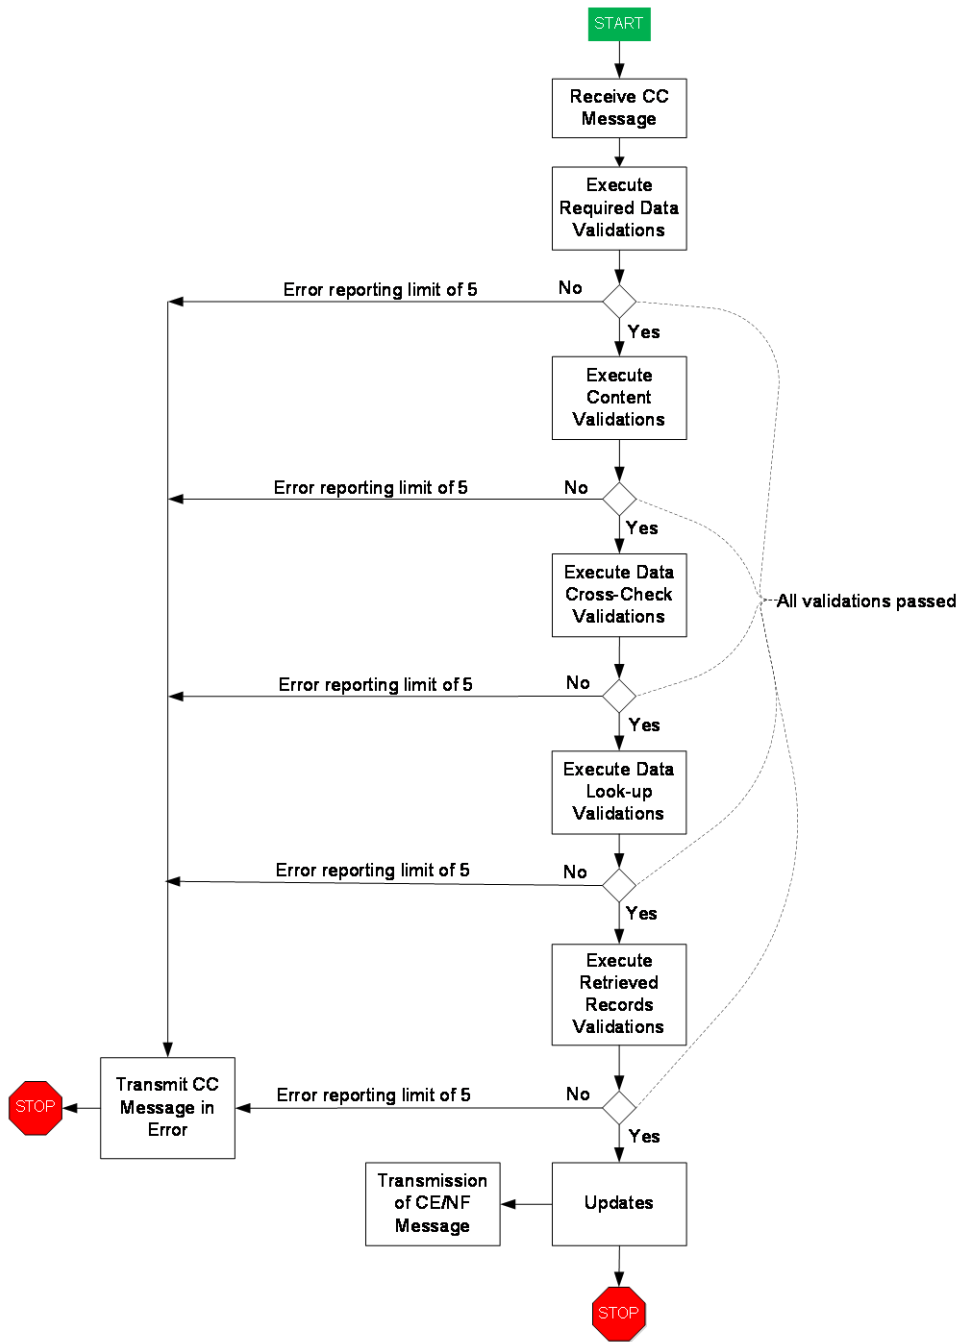 START
Receive CC
Message
Execute
Required Data
Validations
Error reporting limit of 5
No
Yes
Execute
Content
Validations
Error reporting limit of 5
No
Yes
Execute Data
Cross-Check
Validations
All validations passed
Error reporting limit of 5
No
Yes
Execute Data
Look-up
Validations
Error reporting limit of 5
No
Yes
Execute
Retrieved
Records
Validations
Error reporting limit of 5
No
Yes
Transmit CC
Message in
Error
STOP
Updates
Transmission
of CE/NF
Message
STOP